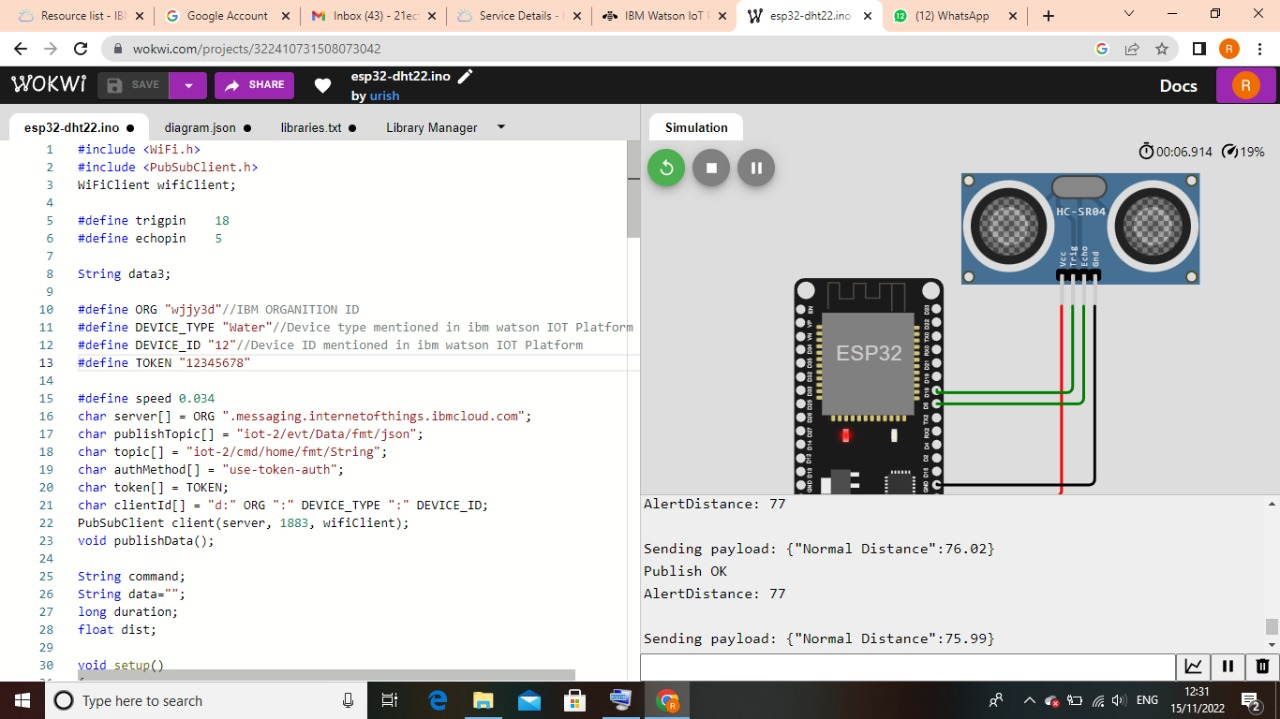 Resource list - IBM
Google Account
Inbox (43) - 21ec
Service Details -
IBM Watson IoT P
esp32-dht22.ino
(12) WhatsApp
wokwi.com/projects/322410731508073042
R
WOKWi
SAVE
SHARE
esp32-dht22.ino
by urish
Docs
R
esp32-dht22.ino ●
diagram.json ●
libraries.txt ●
Library Manager
Simulation
1 #include <WiFi.h>
2 #include <PubSubClient.h>
3 WiFiClient wifiClient;
4
5 #define trigpin 18
6 #define echopin 5
7
8 String data3;
9
10 #define ORG "wjjy3d"//IBM ORGANITION ID
11 #define DEVICE_TYPE "Water"//Device type mentioned in ibm watson IOT Platform
12 #define DEVICE_ID "12"//Device ID mentioned in ibm watson IOT Platform
13 #define TOKEN "12345678"
14
15 #define speed 0.034
16 char server[] = ORG ".messaging.internetofthings.ibmcloud.com";
17 char publishTopic[] = "iot-2/evt/Data/fmt/json";
18 char topic[] = "iot-2/cmd/home/fmt/String";
19 char authMethod[] = "use-token-auth";
20 char token[] = TOKEN;
21 char clientId[] = "d:" ORG ":" DEVICE_TYPE ":" DEVICE_ID;
22 PubSubClient client(server, 1883, wifiClient);
23 void publishData();
24
25 String command;
26 String data="";
27 long duration;
28 float dist;
29
30 void setup()
00:06.914 19%
HC-SR04
Vcc
Trig
Echo
Gnd
ESP32
AlertDistance: 77
Sending payload: {"Normal Distance":76.02}
Publish OK
AlertDistance: 77
Sending payload: {"Normal Distance":75.99}
Type here to search
R
ENG
12:31
15/11/2022
2